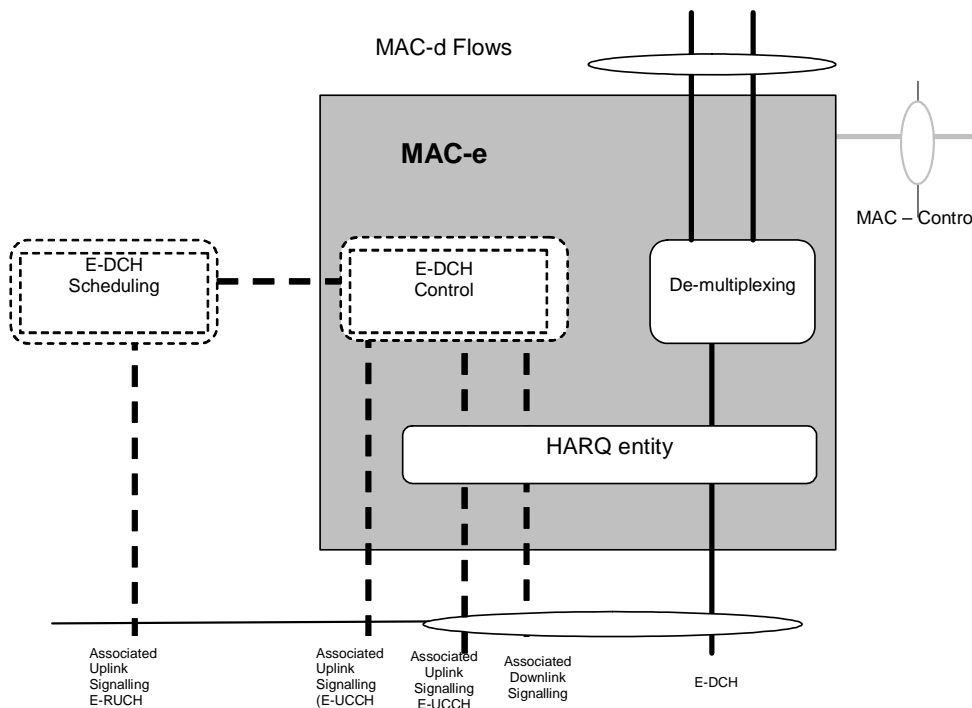 MAC-d Flows
MAC-e
MAC – Contro
E-DCH
Scheduling
E-DCH
Control
De-multiplexing
HARQ entity
Associated
Uplink
Signalling
E-RUCH
Associated
Uplink
Signalling
(E-UCCH
Associated
Uplink
Signalling
E-UCCH
Associated
Downlink
Signalling
E-DCH